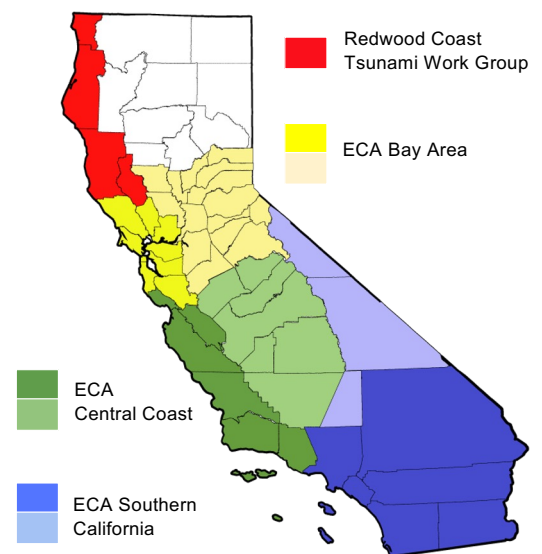 Redwood Coast
Tsunami Work Group
ECA Bay Area
ECA
Central Coast
ECA Southern
California